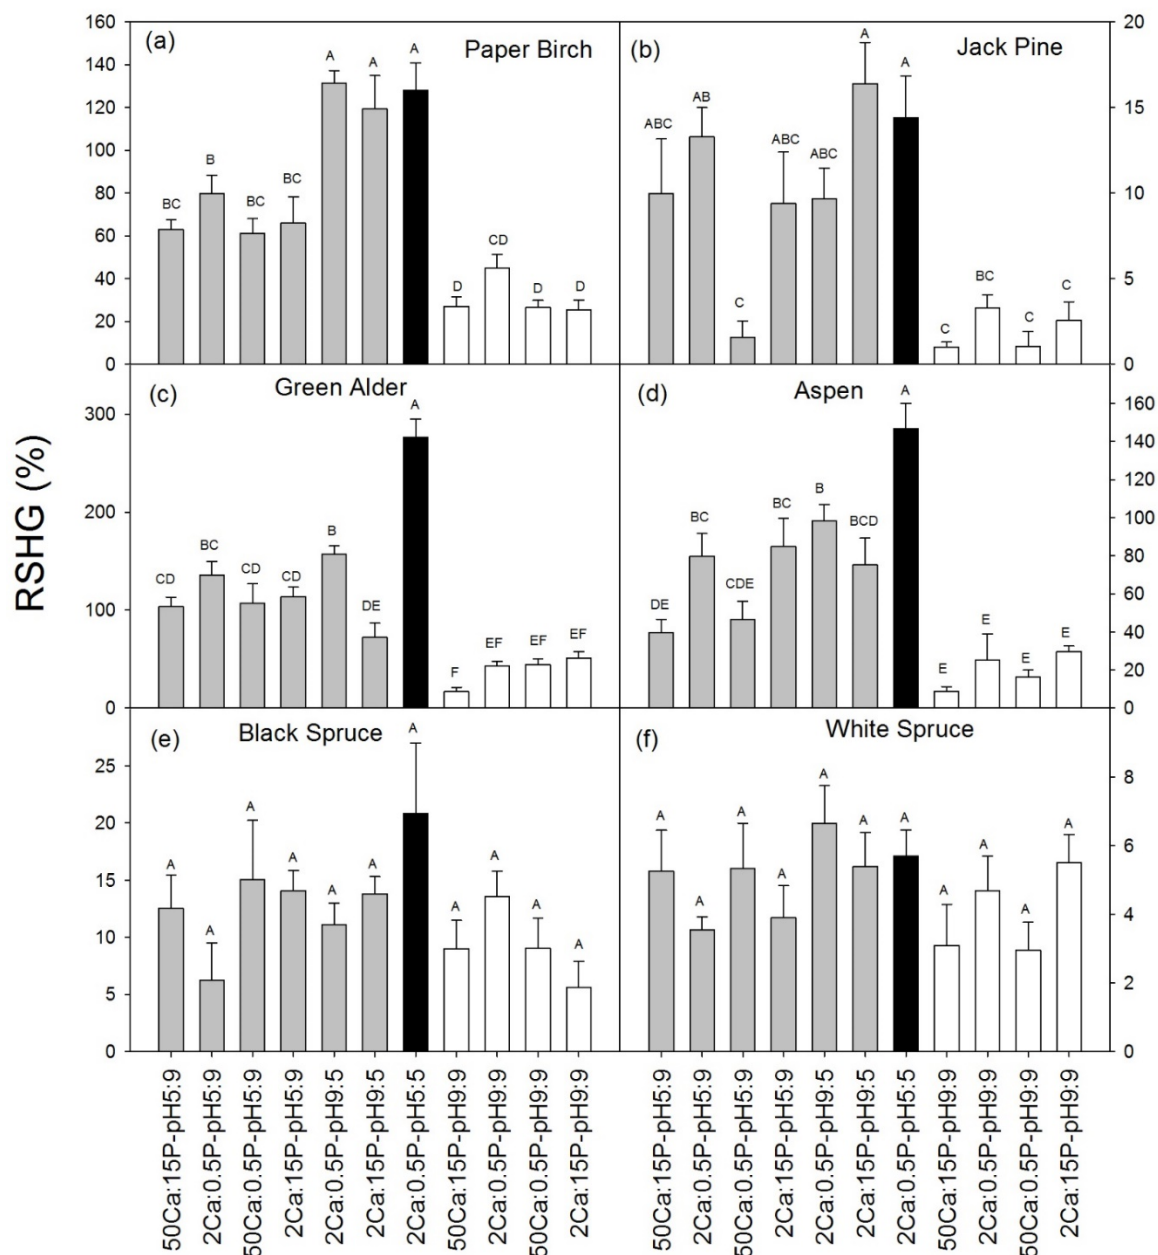 RSHG (%)
(a) Paper Birch
160
140
120
100
80
60
40
20
0
BC
B
BC
BC
A
A
A
D
CD
D
D
(b) Jack Pine
20
15
10
5
0
ABC
AB
C
ABC
ABC
A
A
C
BC
C
C
(c) Green Alder
300
200
100
0
CD
BC
CD
CD
B
DE
A
F
EF
EF
EF
(d) Aspen
160
140
120
100
80
60
40
20
0
DE
BC
CDE
BC
B
BCD
A
E
E
E
E
(e) Black Spruce
25
20
15
10
5
0
A
A
A
A
A
A
A
A
A
A
A
(f) White Spruce
8
6
4
2
0
A
A
A
A
A
A
A
A
A
A
A
50Ca:15P-pH5:9
2Ca:0.5P-pH5:9
50Ca:0.5P-pH5:9
2Ca:15P-pH5:9
2Ca:0.5P-pH9:5
2Ca:15P-pH9:5
2Ca:0.5P-pH5:5
50Ca:15P-pH9:9
2Ca:0.5P-pH9:9
50Ca:0.5P-pH9:9
2Ca:15P-pH9:9
50Ca:15P-pH5:9
2Ca:0.5P-pH5:9
50Ca:0.5P-pH5:9
2Ca:15P-pH5:9
2Ca:0.5P-pH9:5
2Ca:15P-pH9:5
2Ca:0.5P-pH5:5
50Ca:15P-pH9:9
2Ca:0.5P-pH9:9
50Ca:0.5P-pH9:9
2Ca:15P-pH9:9